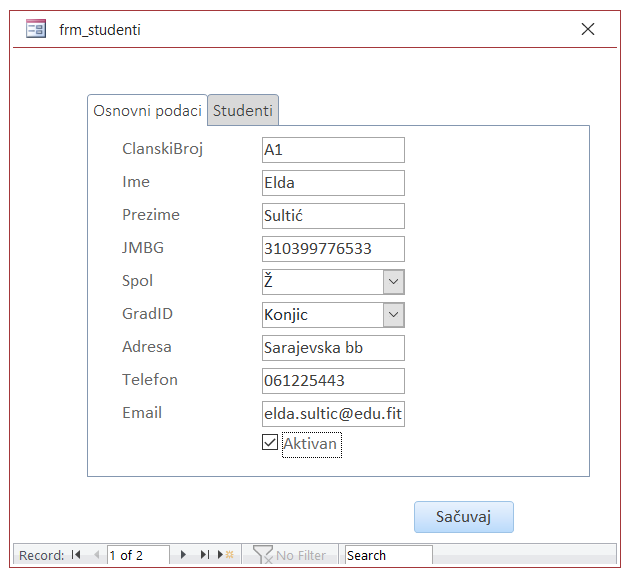 frm_studenti
Osnovni podaci Studenti
ClanskiBroj A1
Ime Elda
Prezime Sultić
JMBG 310399776533
Spol Ž
GradID Konjic
Adresa Sarajevska bb
Telefon 061225443
Email elda.sultic@edu.fit
Aktivan
Sačuvaj
Record: 1 of 2 No Filter Search